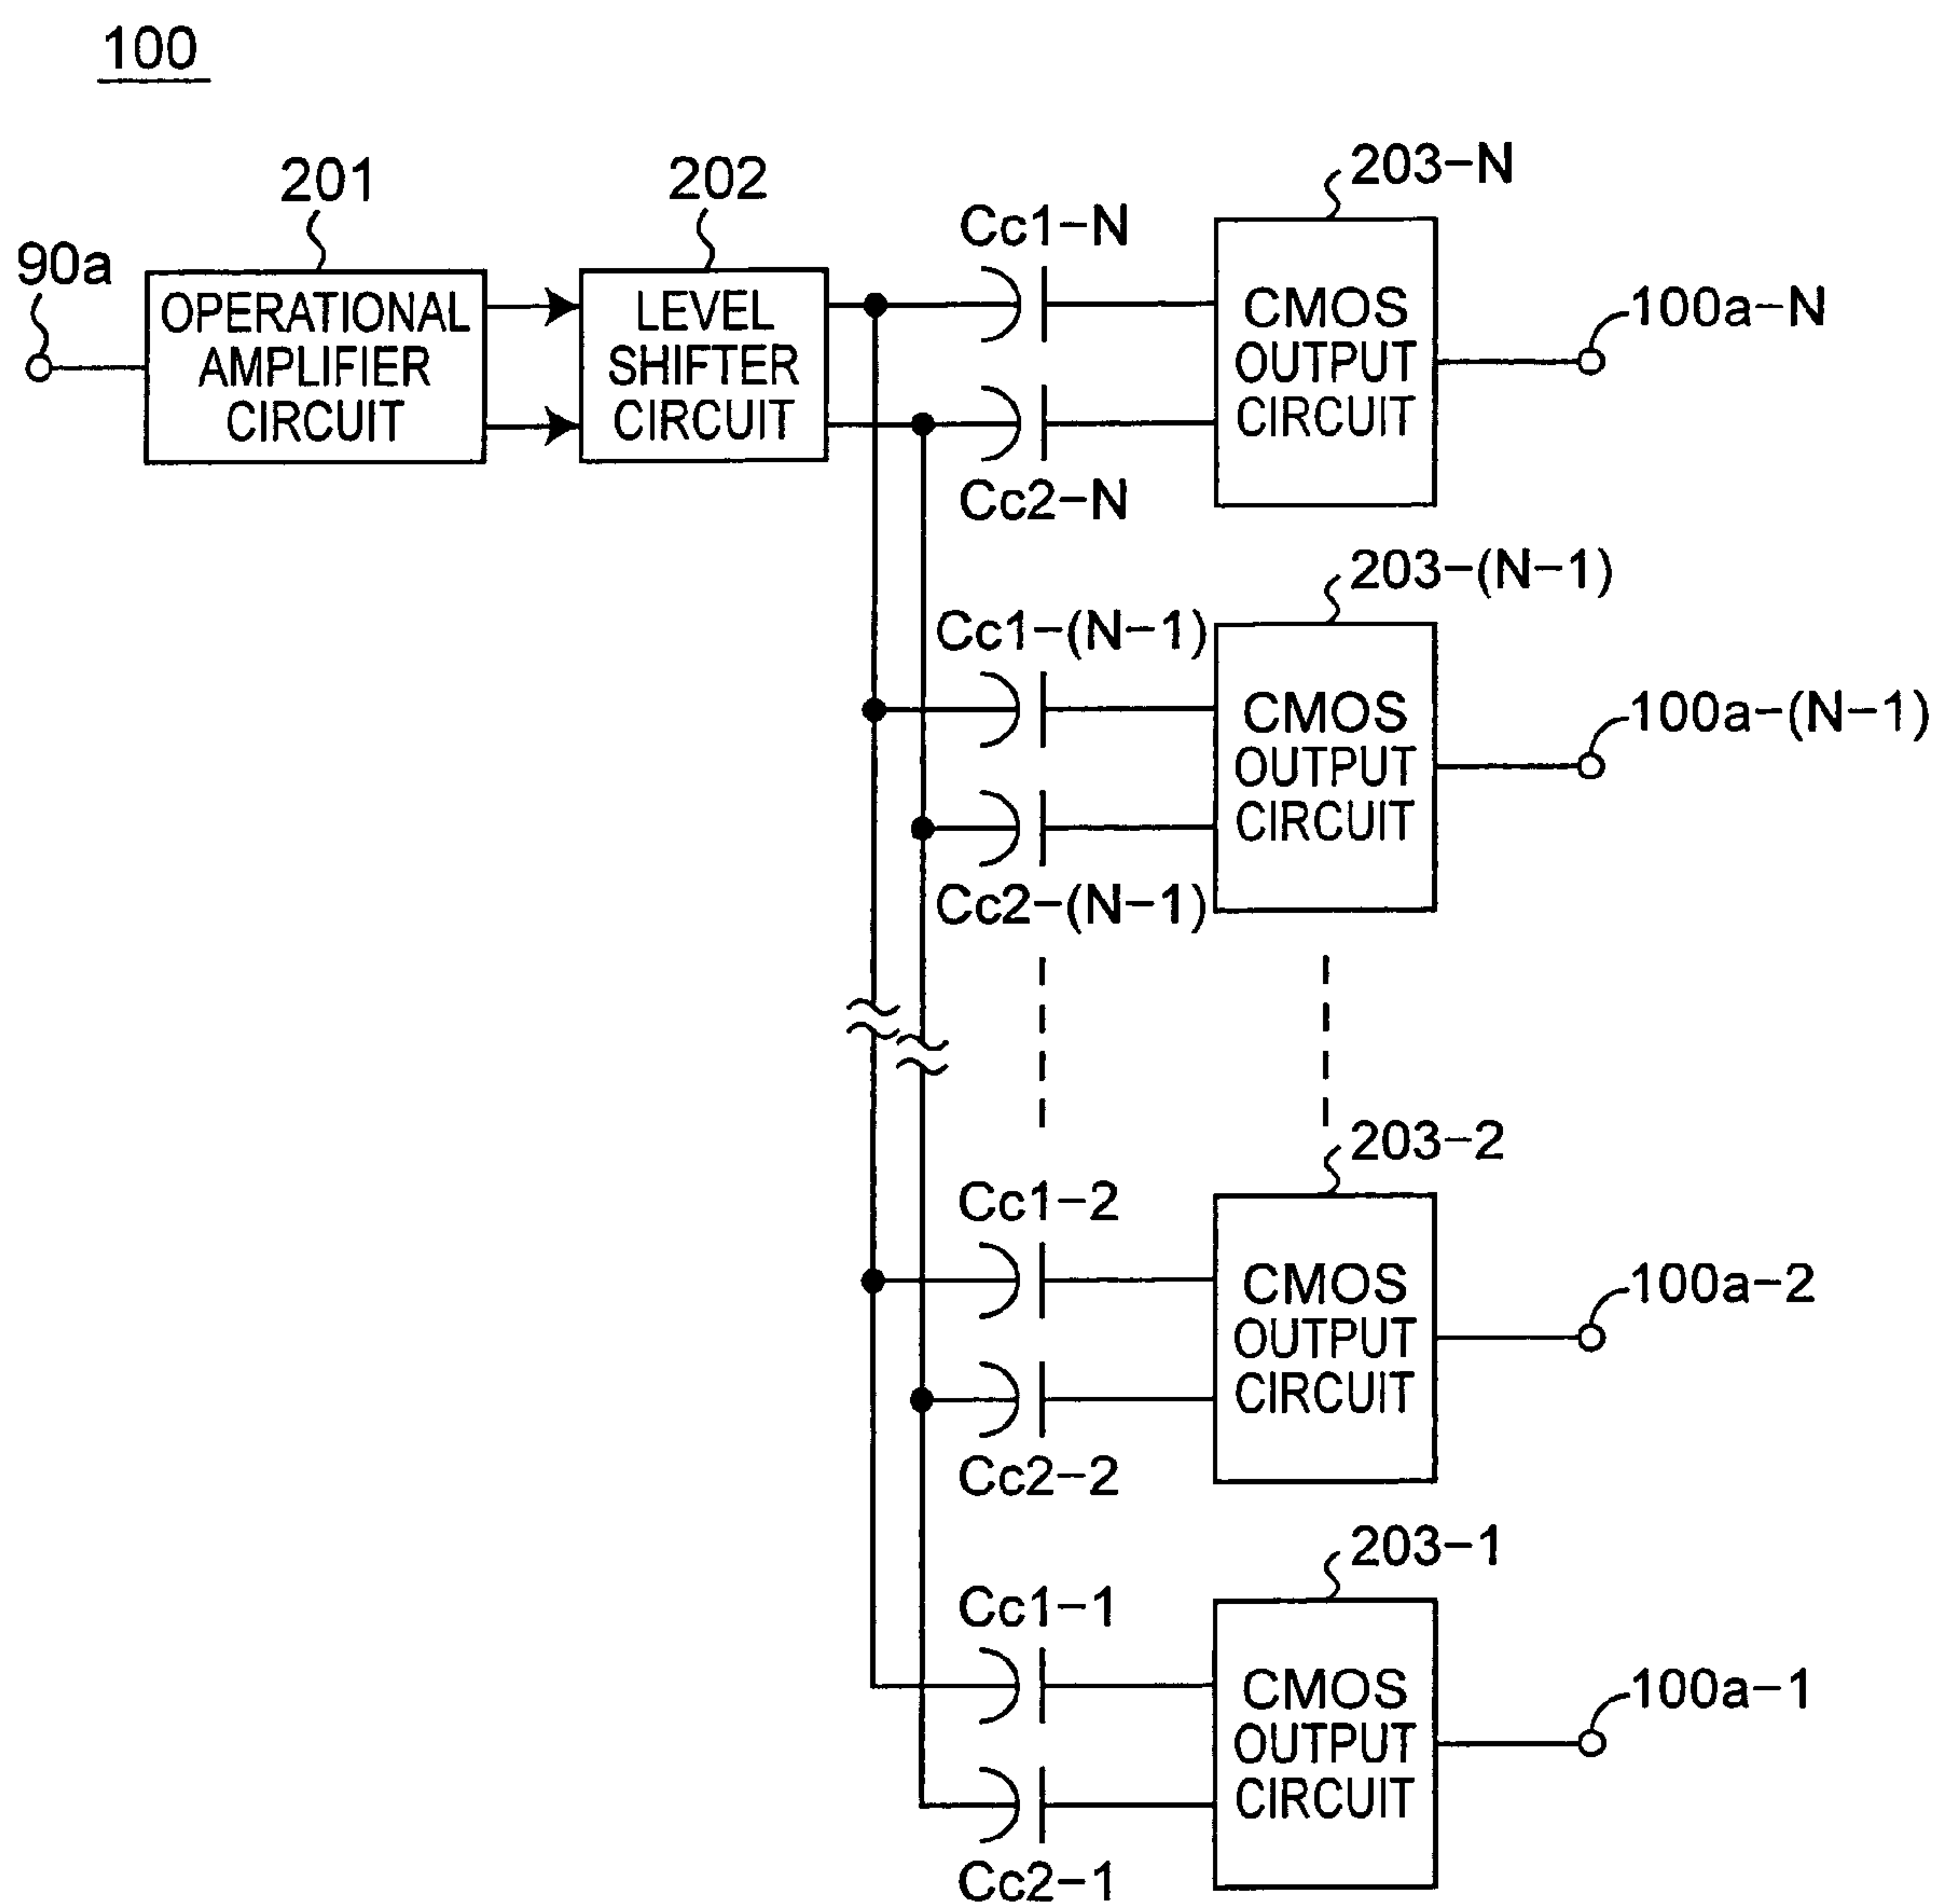 100
201
202
203-N
90a
Cc1-N
OPERATIONAL
AMPLIFIER
CIRCUIT
LEVEL
SHIFTER
CIRCUIT
CMOS
OUTPUT
CIRCUIT
100a-N
Cc2-N
203-(N-1)
Cc1-(N-1)
CMOS
OUTPUT
CIRCUIT
100a-(N-1)
Cc2-(N-1)
203-2
Cc1-2
CMOS
OUTPUT
CIRCUIT
100a-2
Cc2-2
203-1
Cc1-1
CMOS
OUTPUT
CIRCUIT
100a-1
Cc2-1